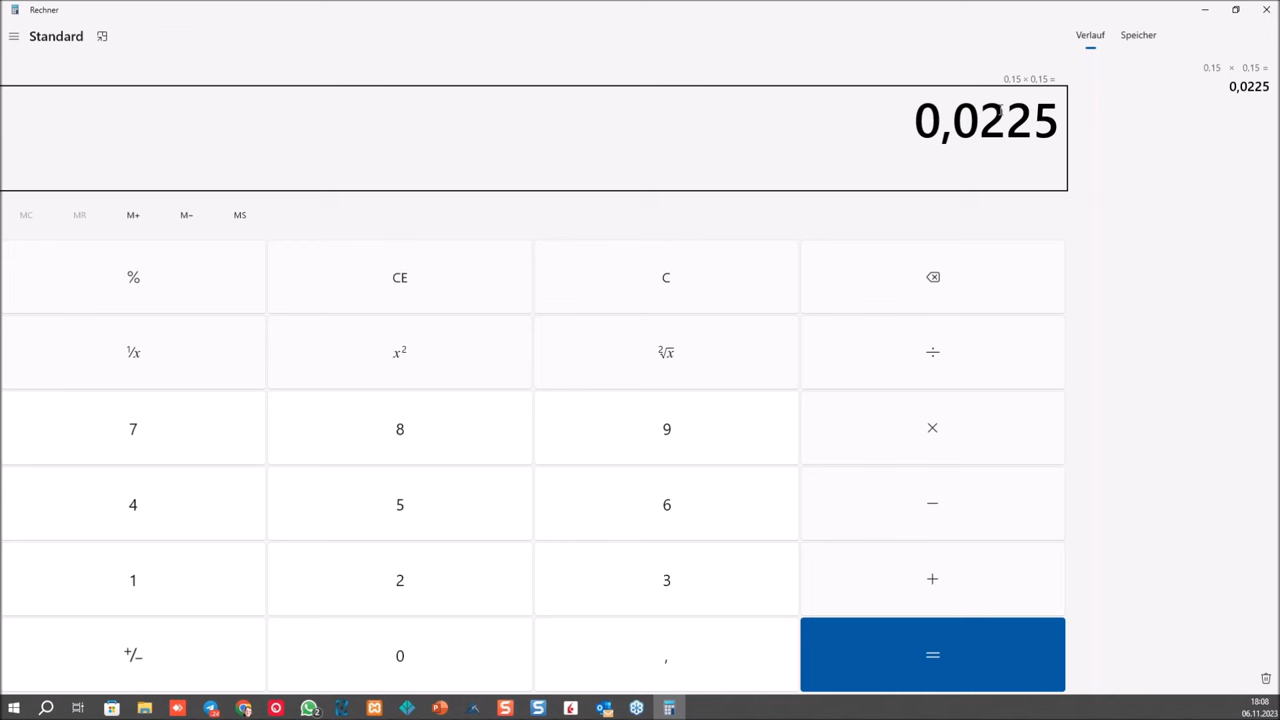 Rechner
Standard
Verlauf Speicher
0,15 × 0,15 =
0,0225
0,15 × 0,15 =
0,0225
MC MR M+ M− MS
% CE C
⅟x x² ²√x ÷
7 8 9 ×
4 5 6 −
1 2 3 +
+/− 0 , =
18:08
06.11.2023